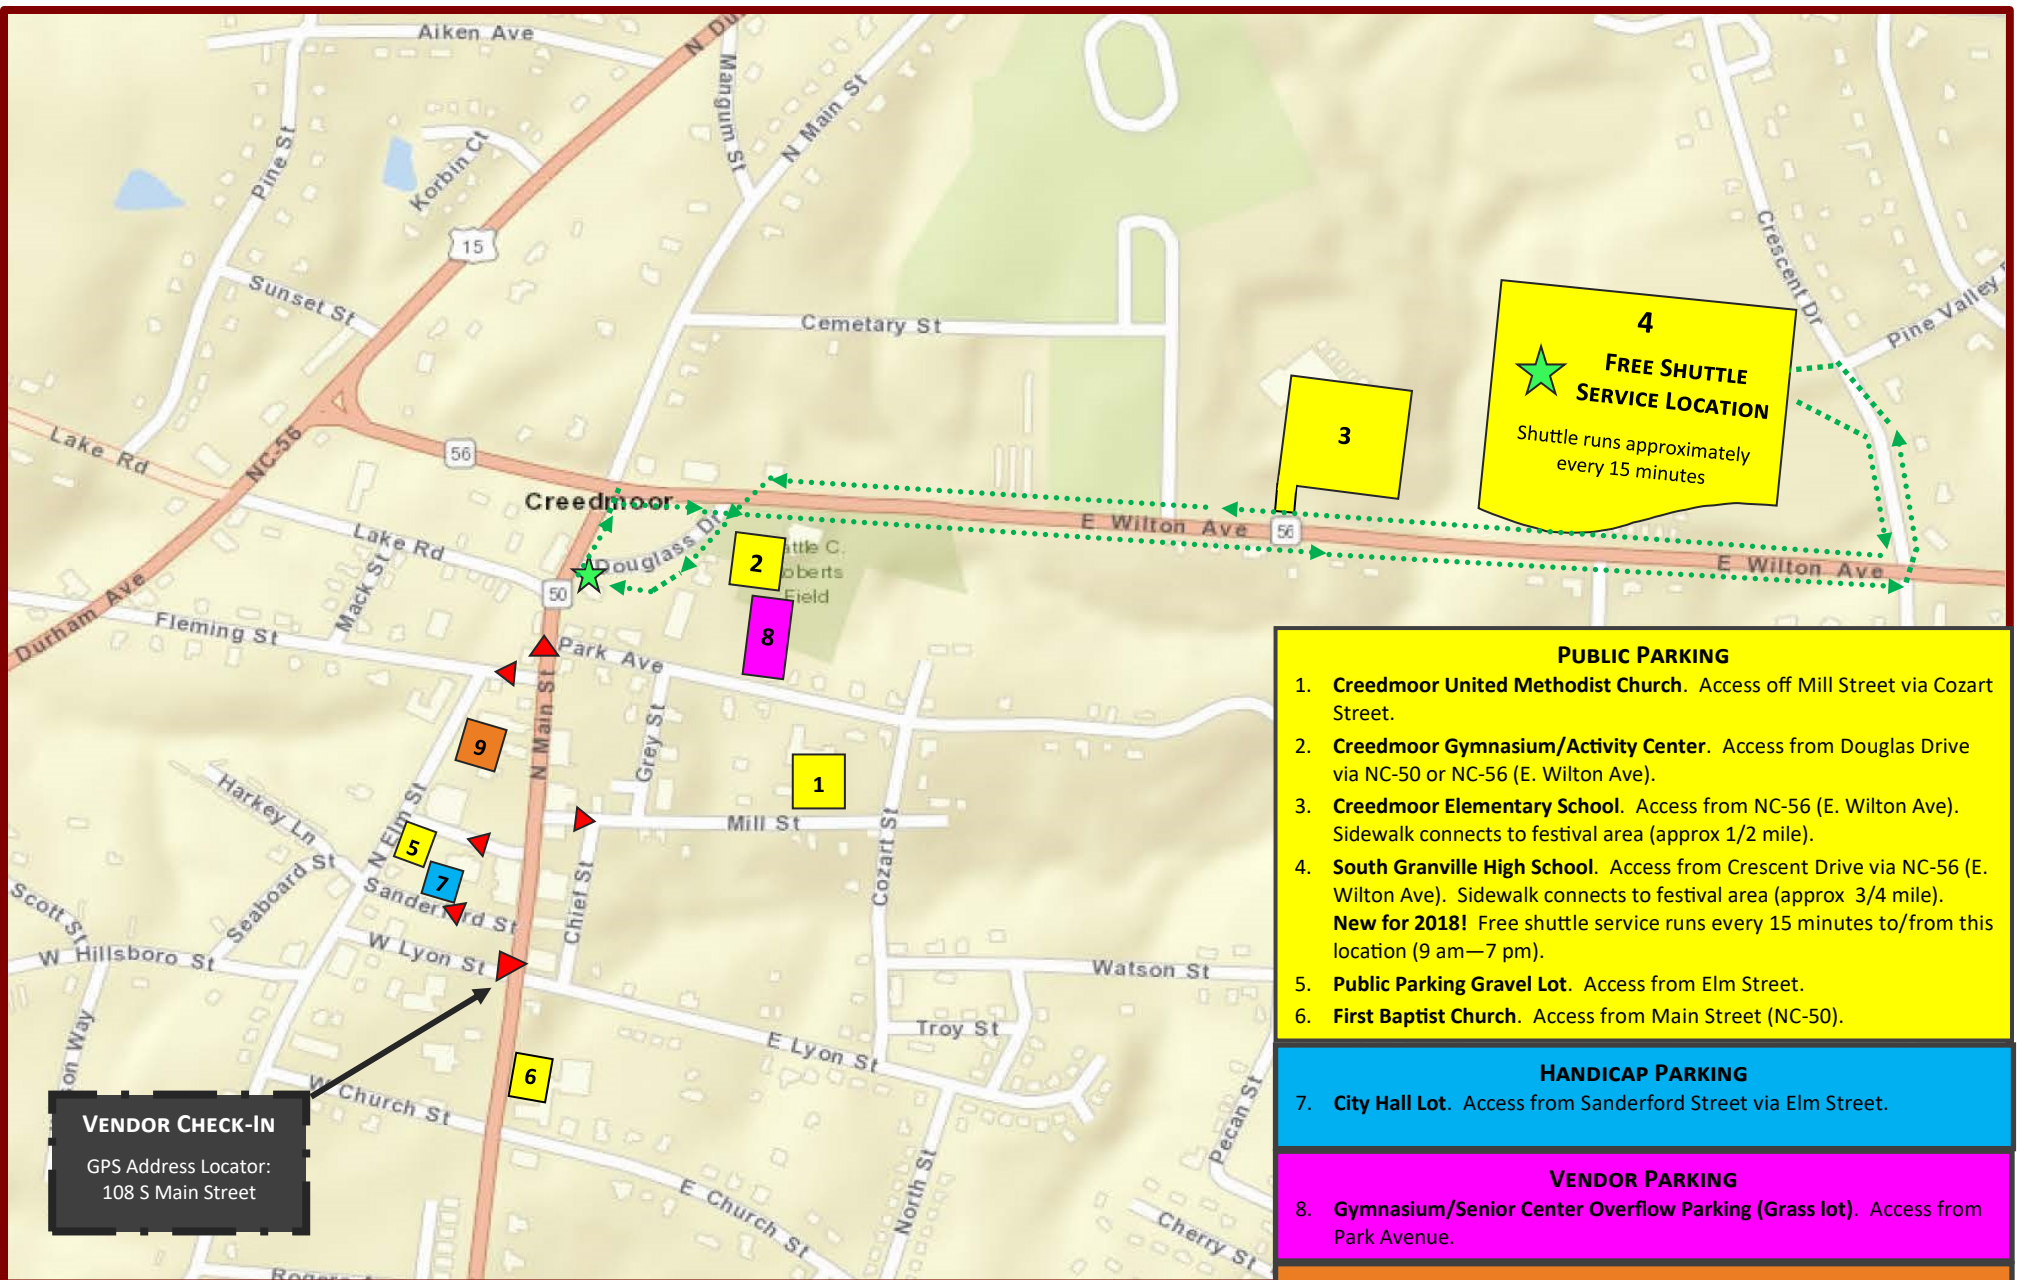 Aiken Ave
N Du
Mangum St
N Main St
Pine St
Korbin Ct
15
Crescent Dr
Sunset St
Cemetary St
Pine Valley
4
FREE SHUTTLE
SERVICE LOCATION
Shuttle runs approximately
every 15 minutes
3
Lake Rd
NC-56
56
Creedmoor
E Wilton Ave
56
E Wilton Ave
Lake Rd
Douglass Dr
2
attle C.
oberts
Field
Mack St
50
Durham Ave
Fleming St
Park Ave
8
N Main St
Grey St
9
1
Harkey Ln
N Elm St
Mill St
5
7
Cozart St
Seaboard St
Sanderford St
Chief St
Scott St
W Hillsboro St
W Lyon St
Watson St
Troy St
E Lyon St
on Way
6
W Church St
Pecan St
E Church St
North St
Cherry St
VENDOR CHECK-IN
GPS Address Locator:
108 S Main Street
PUBLIC PARKING
1. Creedmoor United Methodist Church. Access off Mill Street via Cozart
Street.
2. Creedmoor Gymnasium/Activity Center. Access from Douglas Drive
via NC-50 or NC-56 (E. Wilton Ave).
3. Creedmoor Elementary School. Access from NC-56 (E. Wilton Ave).
Sidewalk connects to festival area (approx 1/2 mile).
4. South Granville High School. Access from Crescent Drive via NC-56 (E.
Wilton Ave). Sidewalk connects to festival area (approx 3/4 mile).
New for 2018! Free shuttle service runs every 15 minutes to/from this
location (9 am—7 pm).
5. Public Parking Gravel Lot. Access from Elm Street.
6. First Baptist Church. Access from Main Street (NC-50).
HANDICAP PARKING
7. City Hall Lot. Access from Sanderford Street via Elm Street.
VENDOR PARKING
8. Gymnasium/Senior Center Overflow Parking (Grass lot). Access from
Park Avenue.